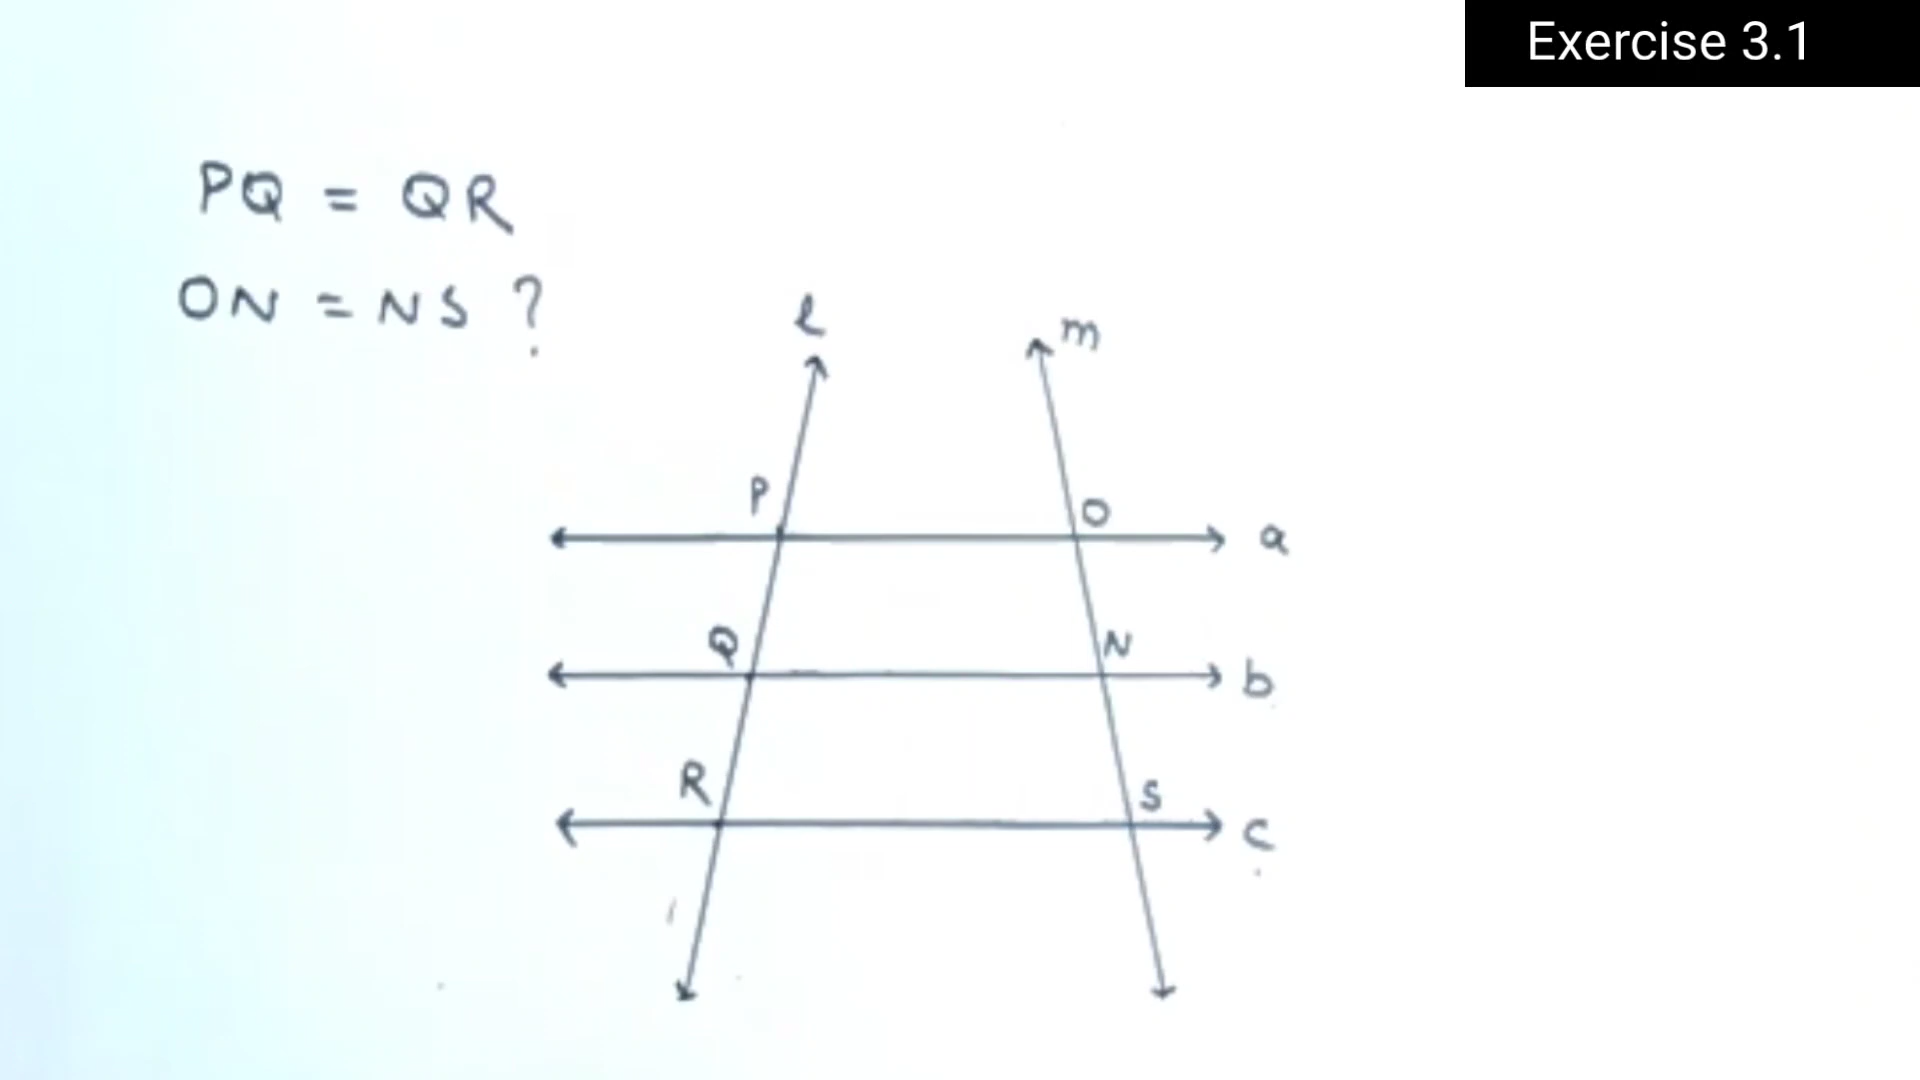 Exercise 3.1
PQ = QR
ON = NS ?
l
m
P
O
a
Q
N
b
R
S
c